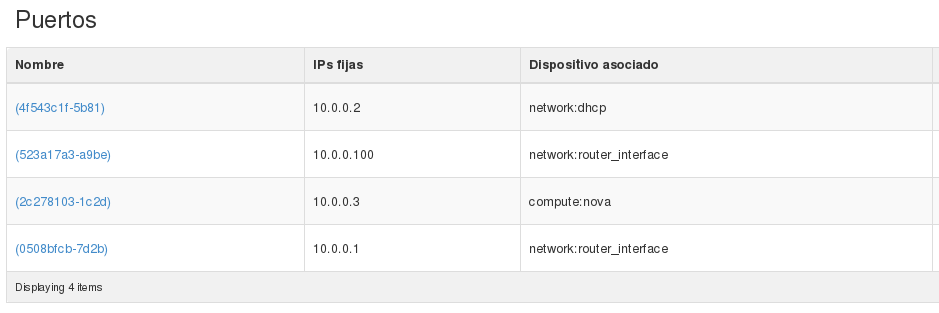 Puertos
Nombre IPs fijas Dispositivo asociado
(4f543c1f-5b81) 10.0.0.2 network:dhcp
(523a17a3-a9be) 10.0.0.100 network:router_interface
(2c278103-1c2d) 10.0.0.3 compute:nova
(0508bfcb-7d2b) 10.0.0.1 network:router_interface
Displaying 4 items